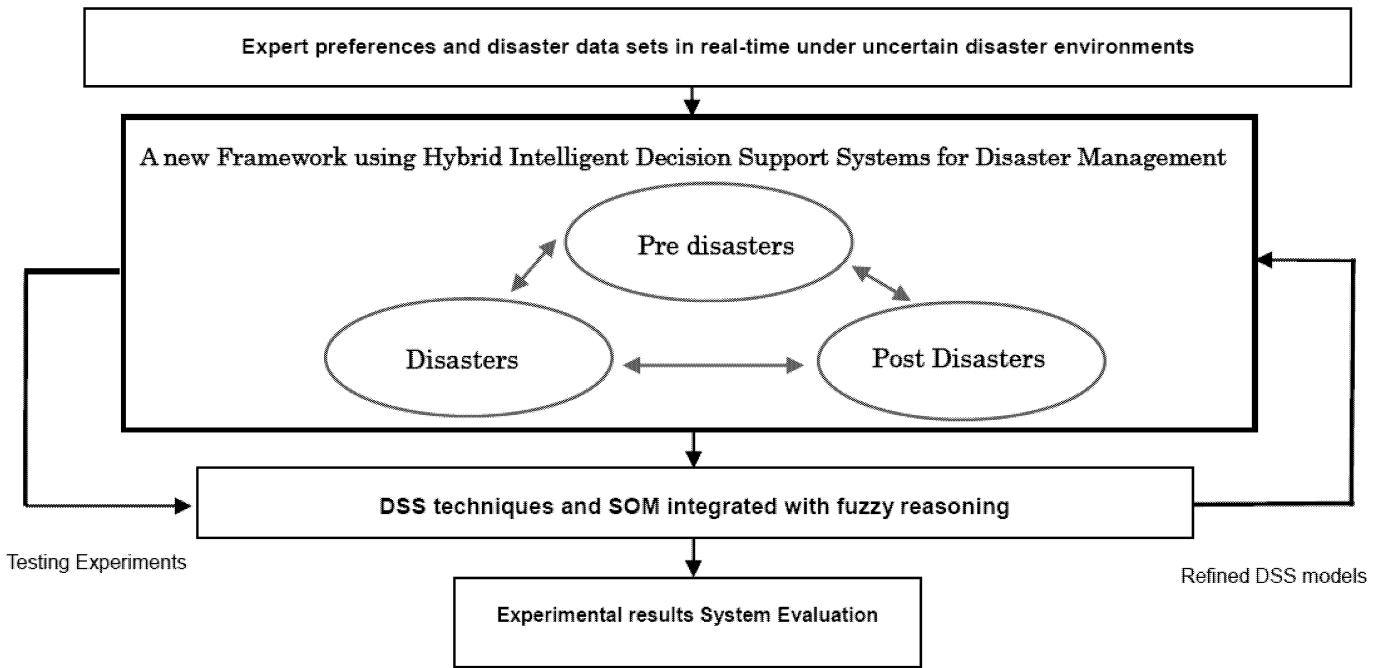 Expert preferences and disaster data sets in real-time under uncertain disaster environments
A new Framework using Hybrid Intelligent Decision Support Systems for Disaster Management
Pre disasters
Disasters
Post Disasters
DSS techniques and SOM integrated with fuzzy reasoning
Testing Experiments
Refined DSS models
Experimental results System Evaluation